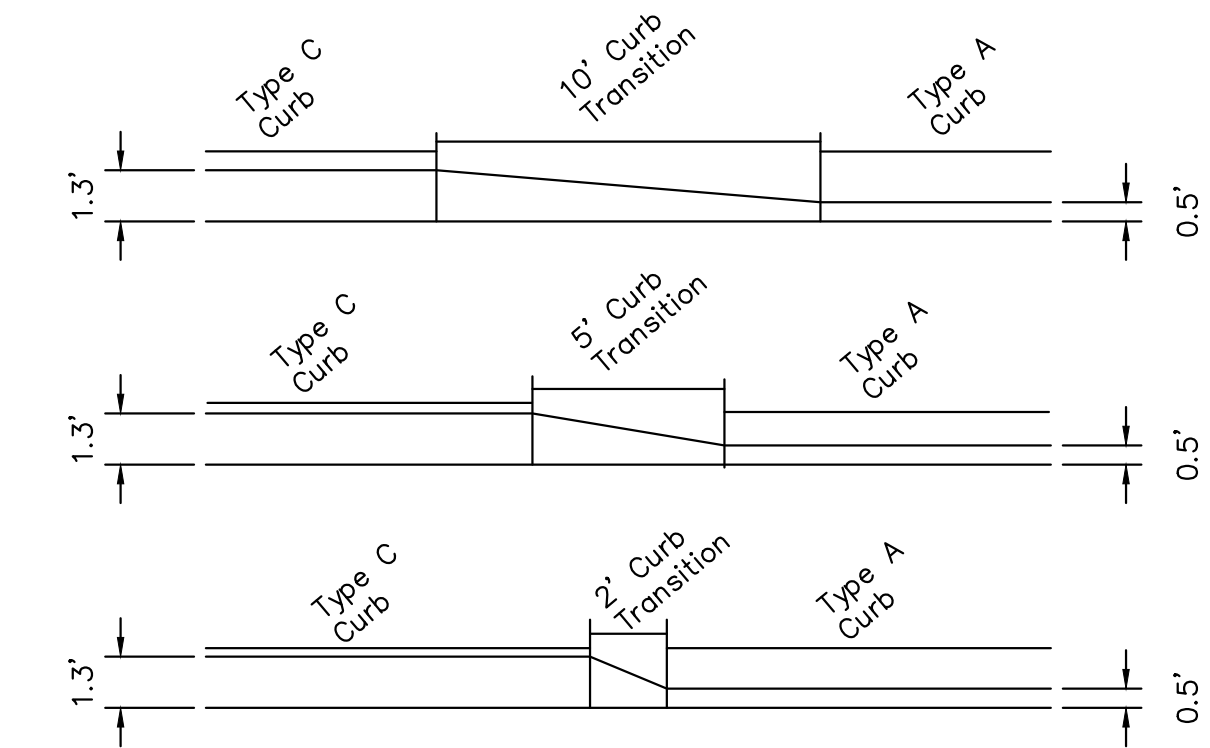 Type C
Curb
10' Curb
Transition
Type A
Curb
1.3'
0.5'
Type C
Curb
5' Curb
Transition
Type A
Curb
1.3'
0.5'
Type C
Curb
2' Curb
Transition
Type A
Curb
1.3'
0.5'